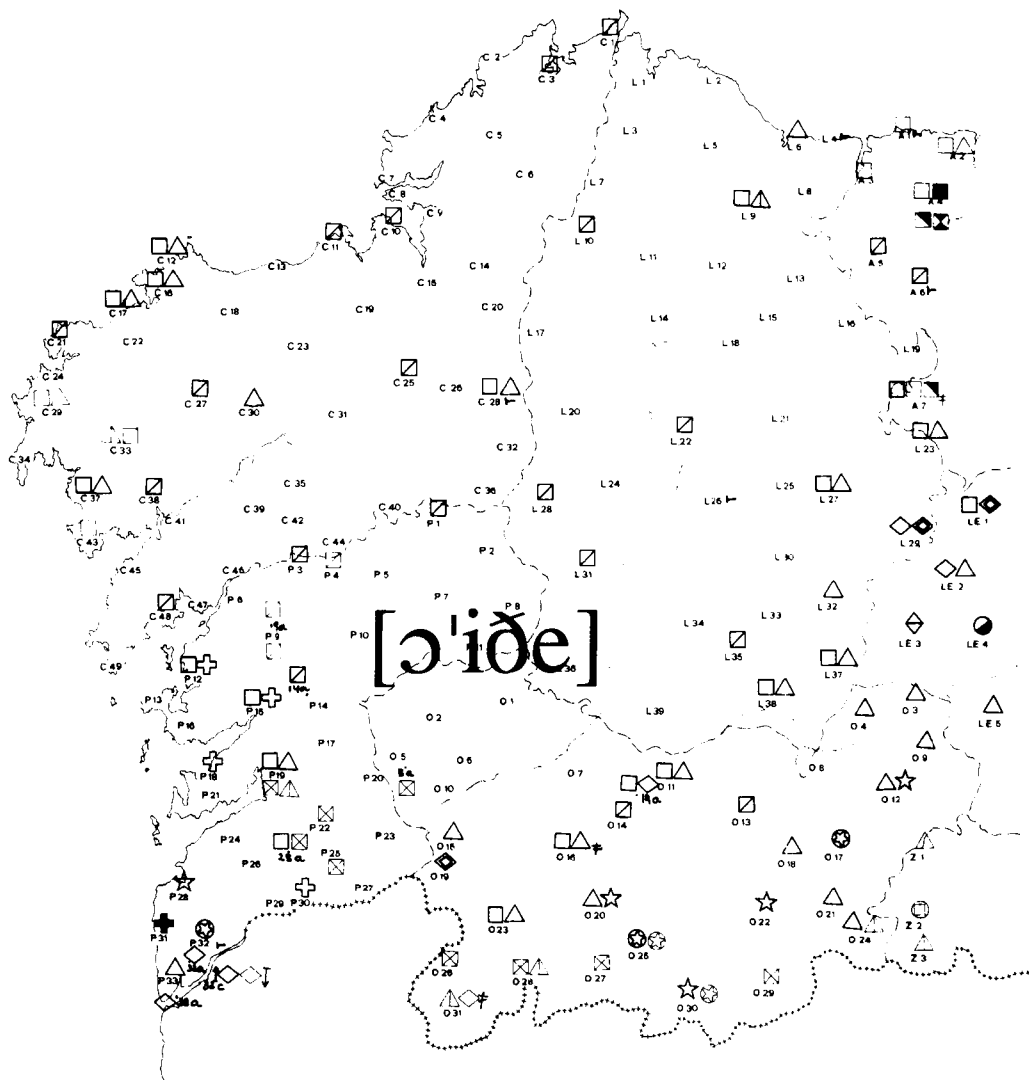 C 1
C 2
C 3
L 1
L 2
C 4
C 5
L 3
L 5
L 6
L 4
A 1
A 2
C 6
A 3
C 7
C 8
L 7
L 8
A 4
C 9
L 9
C 10
L 10
C 11
C 12
A 5
C 13
C 14
L 11
L 12
L 13
C 16
C 15
A 6
C 17
C 18
C 19
C 20
L 14
L 15
L 16
C 21
C 22
C 23
L 17
L 18
L 19
C 24
C 25
C 26
C 27
C 28
A 7
C 29
C 30
C 31
L 20
L 21
L 22
L 23
C 33
C 32
C 34
C 35
C 36
L 24
L 25
L 27
C 37
C 38
L 26
L 28
C 39
C 40
P 1
LE 1
C 41
C 42
C 43
C 44
L 29
P 2
C 45
C 46
P 3
P 4
P 5
L 30
L 31
LE 2
P 6
P 7
P 8
L 32
C 47
C 48
L 33
P 9
P 10
L 34
LE 3
LE 4
[ɔˈiðe]
L 35
C 49
P 12
L 37
14a
P 13
P 15
P 14
O 1
L 38
O 3
LE 5
P 16
O 2
L 39
O 4
P 17
O 5
O 6
O 9
P 18
P 19
P 20
O 7
O 8
O 11
P 21
O 10
14a
O 12
P 22
O 14
O 13
P 24
P 23
O 15
O 16
O 18
O 17
Z 1
28a
P 26
P 25
O 19
P 28
P 27
P 29
P 30
O 20
O 22
O 21
P 31
O 23
O 24
Z 2
P 32
O 25
Z 3
O 26
O 28
O 27
P 33
O 29
O 31
O 30